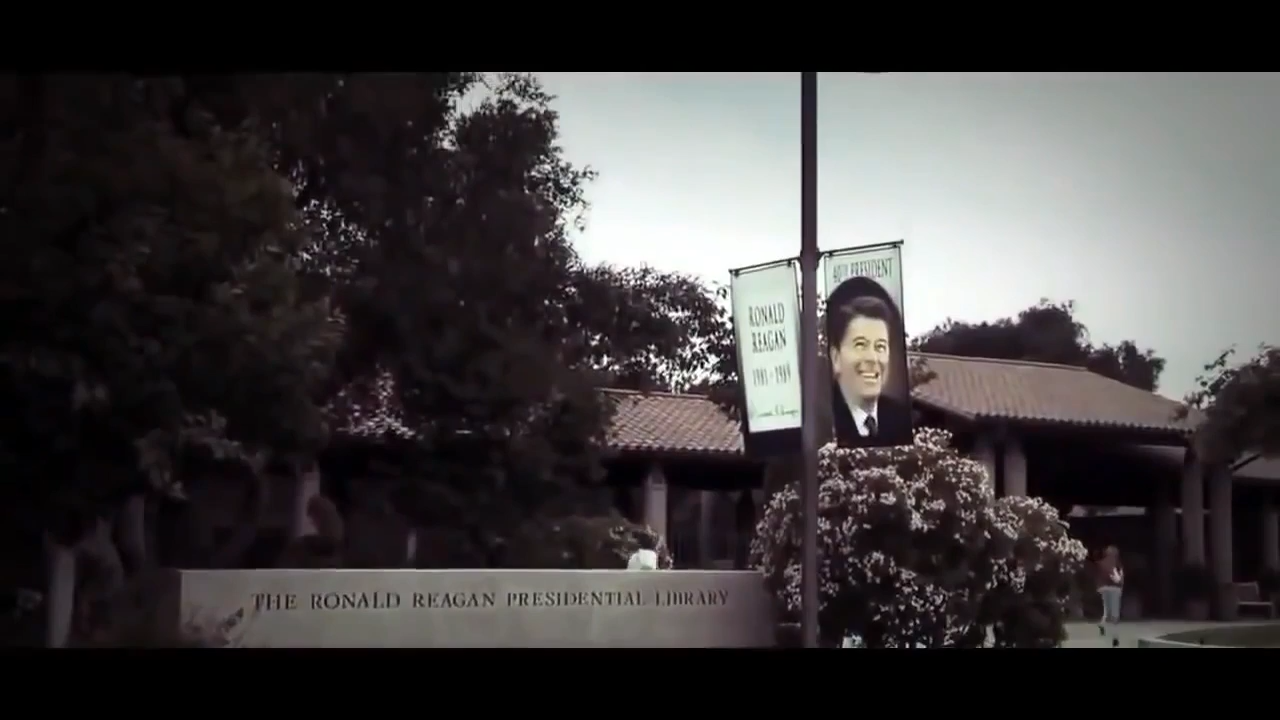 RONALD
REAGAN
1981-1989
40TH PRESIDENT
THE RONALD REAGAN PRESIDENTIAL LIBRARY